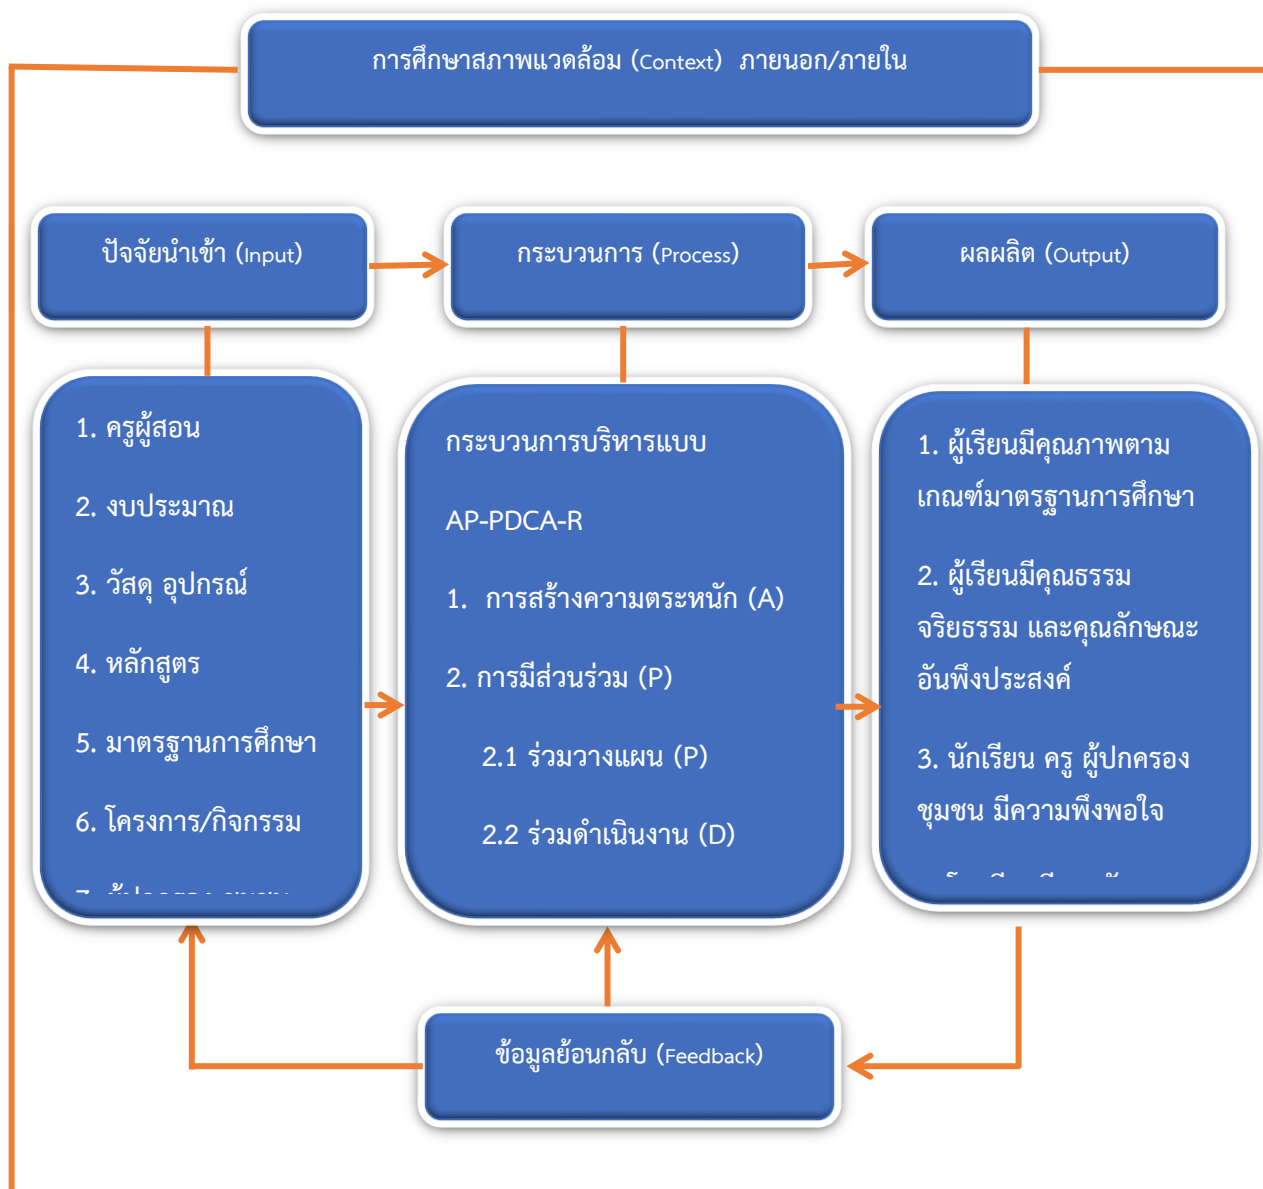 การศึกษาสภาพแวดล้อม (Context)  ภายนอก/ภายใน
ปัจจัยนำเข้า (Input)
กระบวนการ (Process)
ผลผลิต (Output)
1. ครูผู้สอน
2. งบประมาณ
3. วัสดุ อุปกรณ์
4. หลักสูตร
5. มาตรฐานการศึกษา
6. โครงการ/กิจกรรม
กระบวนการบริหารแบบ
AP-PDCA-R
1.  การสร้างความตระหนัก (A)
2. การมีส่วนร่วม (P)
2.1 ร่วมวางแผน (P)
2.2 ร่วมดำเนินงาน (D)
1. ผู้เรียนมีคุณภาพตาม
เกณฑ์มาตรฐานการศึกษา
2. ผู้เรียนมีคุณธรรม
จริยธรรม และคุณลักษณะ
อันพึงประสงค์
3. นักเรียน ครู ผู้ปกครอง
ชุมชน มีความพึงพอใจ
ข้อมูลย้อนกลับ (Feedback)